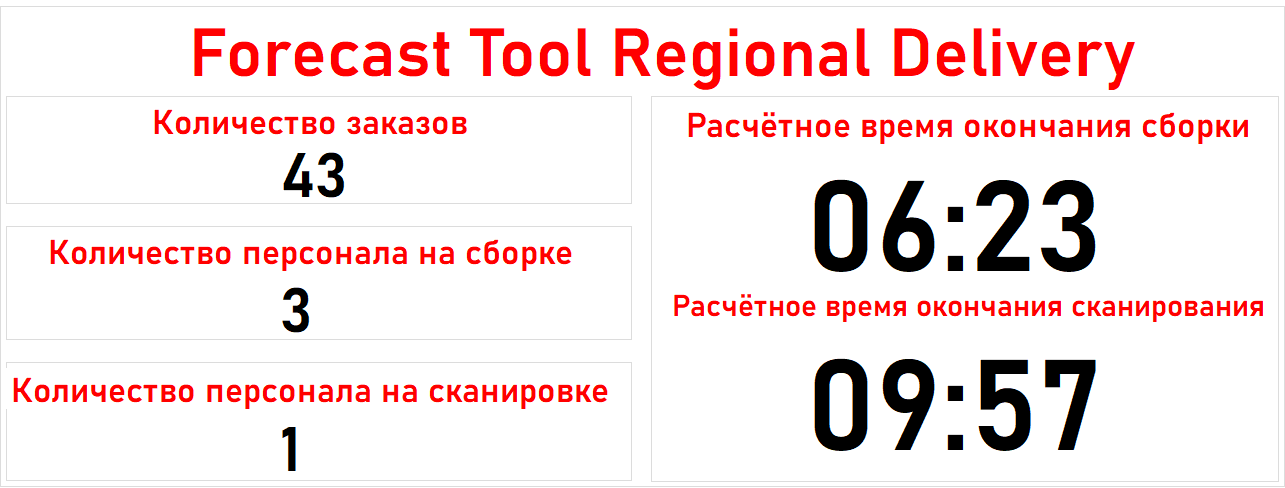 Forecast Tool Regional Delivery
Количество заказов
43
Количество персонала на сборке
3
Количество персонала на сканировке
1
Расчётное время окончания сборки
06:23
Расчётное время окончания сканирования
09:57